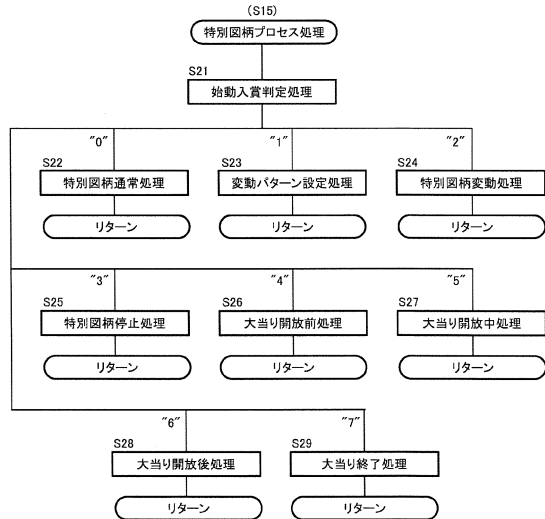 (S15)
特別図柄プロセス処理
S21
始動入賞判定処理
"0" "1" "2"
S22 S23 S24
特別図柄通常処理 変動パターン設定処理 特別図柄変動処理
リターン リターン リターン
"3" "4" "5"
S25 S26 S27
特別図柄停止処理 大当り開放前処理 大当り開放中処理
リターン リターン リターン
"6" "7"
S28 S29
大当り開放後処理 大当り終了処理
リターン リターン